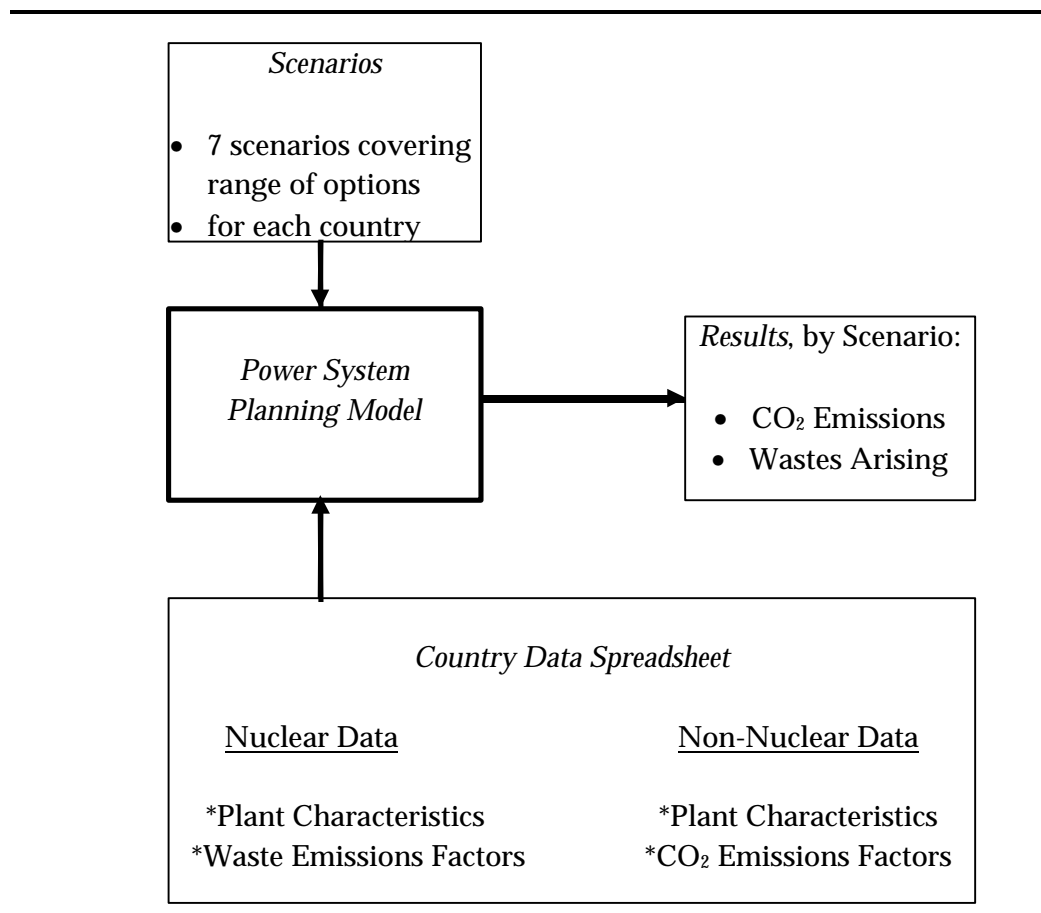 Scenarios
• 7 scenarios covering
range of options
• for each country
Power System
Planning Model
Results, by Scenario:
• CO₂ Emissions
• Wastes Arising
Country Data Spreadsheet
Nuclear Data
*Plant Characteristics
*Waste Emissions Factors
Non-Nuclear Data
*Plant Characteristics
*CO₂ Emissions Factors